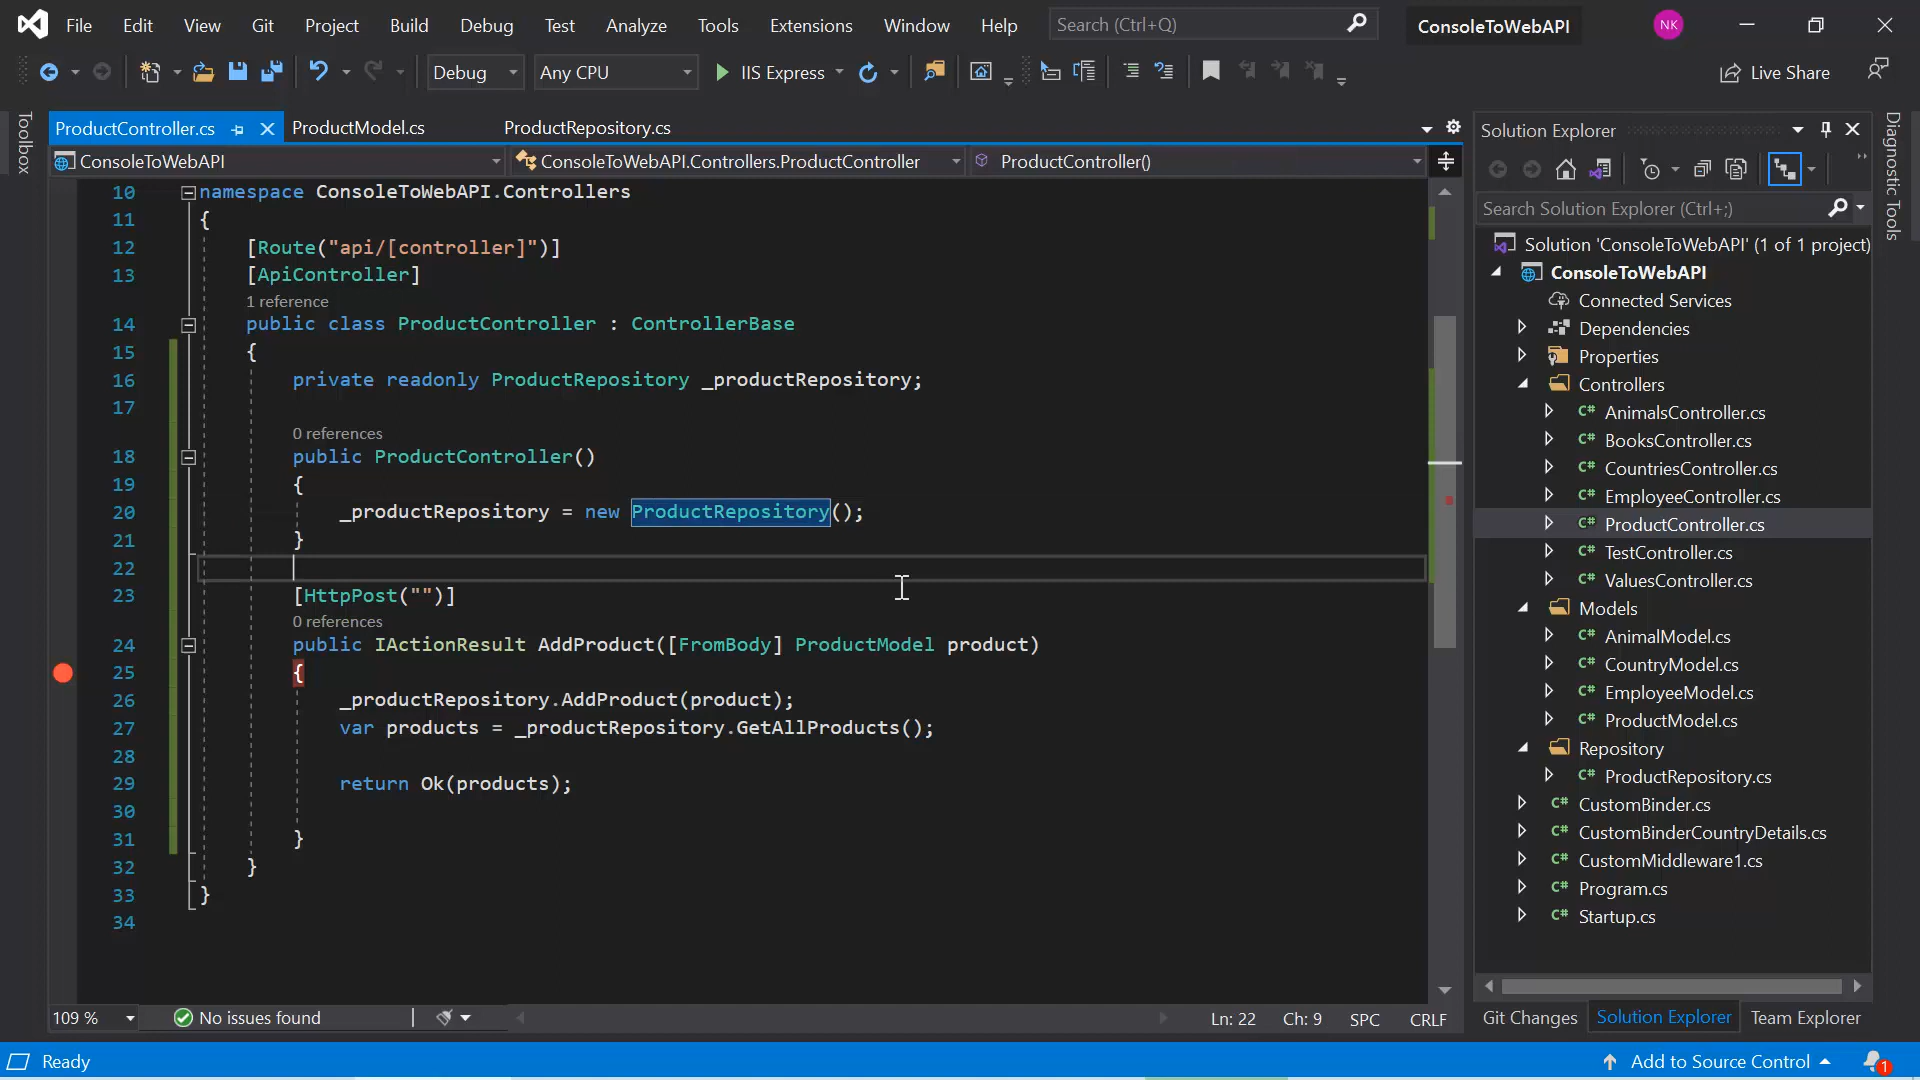 File Edit View Git Project Build Debug Test Analyze Tools Extensions Window Help Search (Ctrl+Q) ConsoleToWebAPI NK
Debug Any CPU IIS Express Live Share
Toolbox
ProductController.cs ProductModel.cs ProductRepository.cs
ConsoleToWebAPI ConsoleToWebAPI.Controllers.ProductController ProductController()
10 namespace ConsoleToWebAPI.Controllers
11 {
12 [Route("api/[controller]")]
13 [ApiController]
1 reference
14 public class ProductController : ControllerBase
15 {
16 private readonly ProductRepository _productRepository;
17
0 references
18 public ProductController()
19 {
20 _productRepository = new ProductRepository();
21 }
22
23 [HttpPost("")]
0 references
24 public IActionResult AddProduct([FromBody] ProductModel product)
25 {
26 _productRepository.AddProduct(product);
27 var products = _productRepository.GetAllProducts();
28
29 return Ok(products);
30
31 }
32 }
33 }
34
109 % No issues found Ln: 22 Ch: 9 SPC CRLF
Solution Explorer
Search Solution Explorer (Ctrl+;)
Solution 'ConsoleToWebAPI' (1 of 1 project)
ConsoleToWebAPI
Connected Services
Dependencies
Properties
Controllers
C# AnimalsController.cs
C# BooksController.cs
C# CountriesController.cs
C# EmployeeController.cs
C# ProductController.cs
C# TestController.cs
C# ValuesController.cs
Models
C# AnimalModel.cs
C# CountryModel.cs
C# EmployeeModel.cs
C# ProductModel.cs
Repository
C# ProductRepository.cs
C# CustomBinder.cs
C# CustomBinderCountryDetails.cs
C# CustomMiddleware1.cs
C# Program.cs
C# Startup.cs
Git Changes Solution Explorer Team Explorer
Diagnostic Tools
Ready Add to Source Control 1